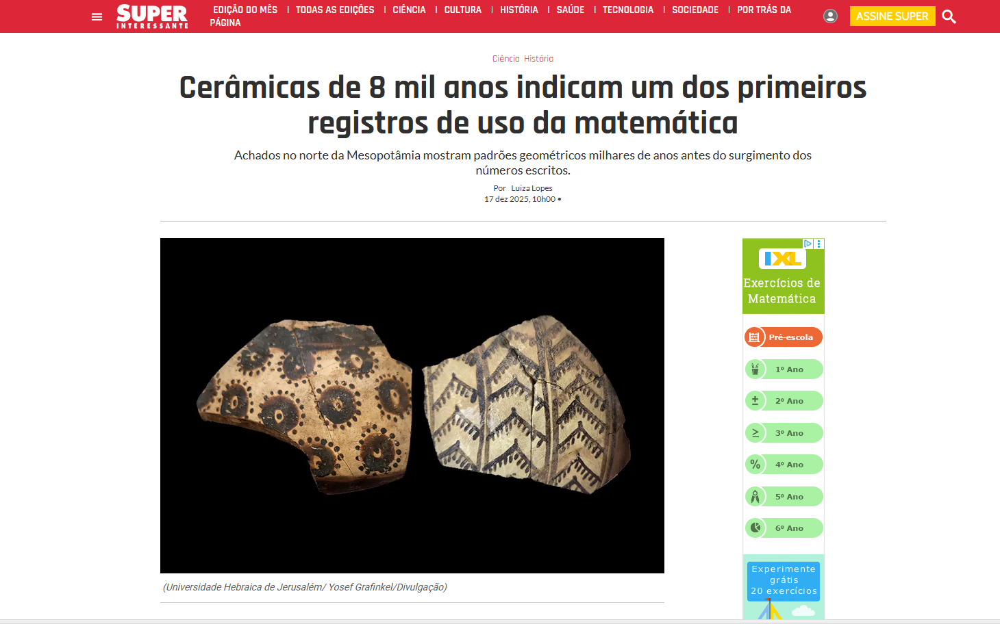 SUPER
INTERESSANTE
EDIÇÃO DO MÊS | TODAS AS EDIÇÕES | CIÊNCIA | CULTURA | HISTÓRIA | SAÚDE | TECNOLOGIA | SOCIEDADE | POR TRÁS DA
PÁGINA
ASSINE SUPER
Ciência História
Cerâmicas de 8 mil anos indicam um dos primeiros
registros de uso da matemática
Achados no norte da Mesopotâmia mostram padrões geométricos milhares de anos antes do surgimento dos
números escritos.
Por Luiza Lopes
17 dez 2025, 10h00 •
(Universidade Hebraica de Jerusalém/ Yosef Grafinkel/Divulgação)
IXL
Exercícios de
Matemática
Pré-escola
1º Ano
2º Ano
3º Ano
4º Ano
5º Ano
6º Ano
Experimente
grátis
20 exercícios